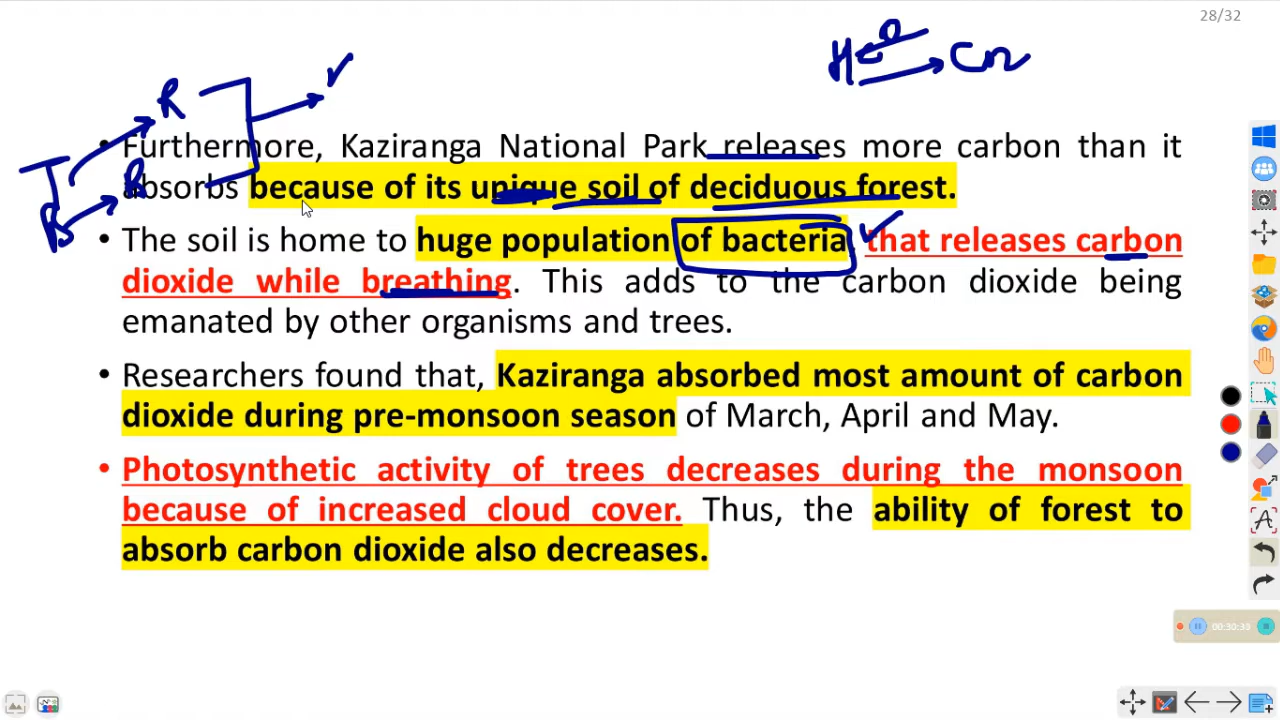 28/32
• Furthermore, Kaziranga National Park releases more carbon than it
absorbs because of its unique soil of deciduous forest.
• The soil is home to huge population of bacteria that releases carbon
dioxide while breathing. This adds to the carbon dioxide being
emanated by other organisms and trees.
• Researchers found that, Kaziranga absorbed most amount of carbon
dioxide during pre-monsoon season of March, April and May.
• Photosynthetic activity of trees decreases during the monsoon
because of increased cloud cover. Thus, the ability of forest to
absorb carbon dioxide also decreases.
00:30:33